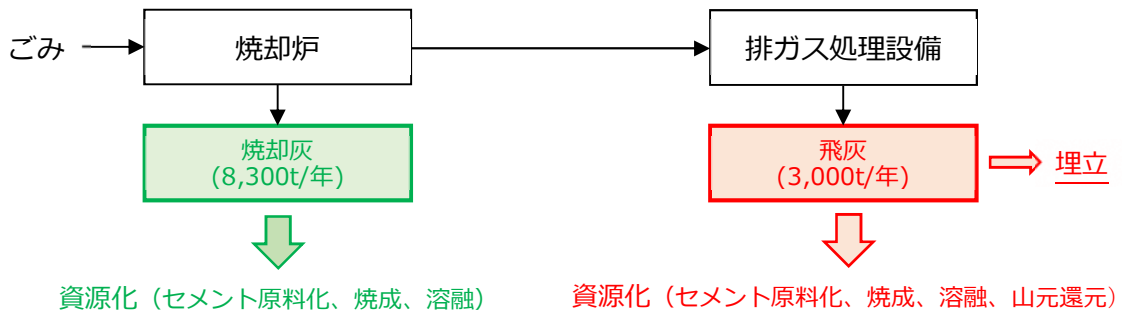 ごみ
焼却炉
排ガス処理設備
焼却灰
(8,300t/年)
飛灰
(3,000t/年)
埋立
資源化（セメント原料化、焼成、溶融）
資源化（セメント原料化、焼成、溶融、山元還元）